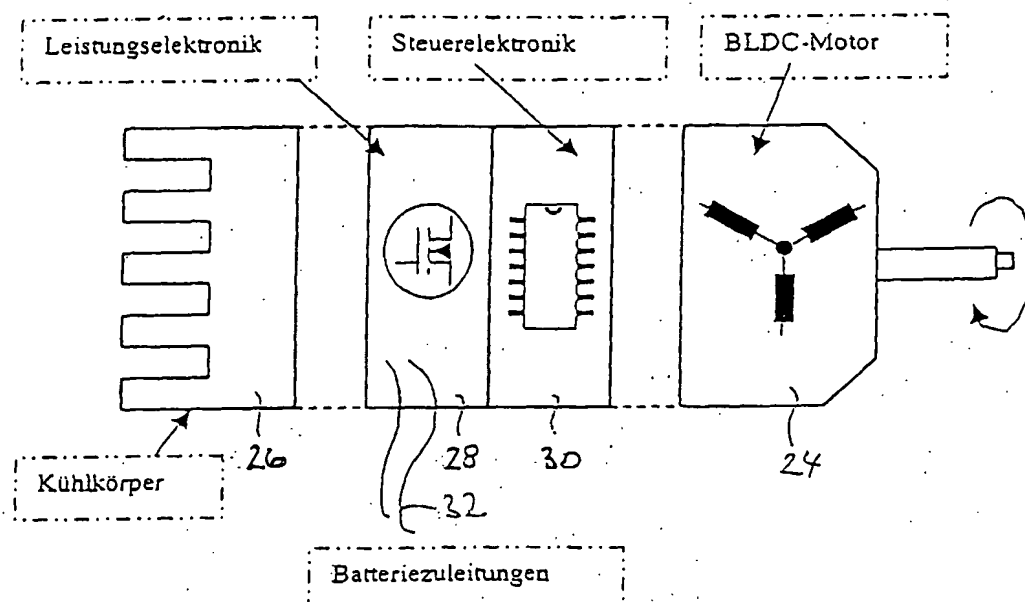 Leistungselektronik
Steuerelektronik
BLDC-Motor
26
28
30
24
Kühlkörper
32
Batteriezuleitungen